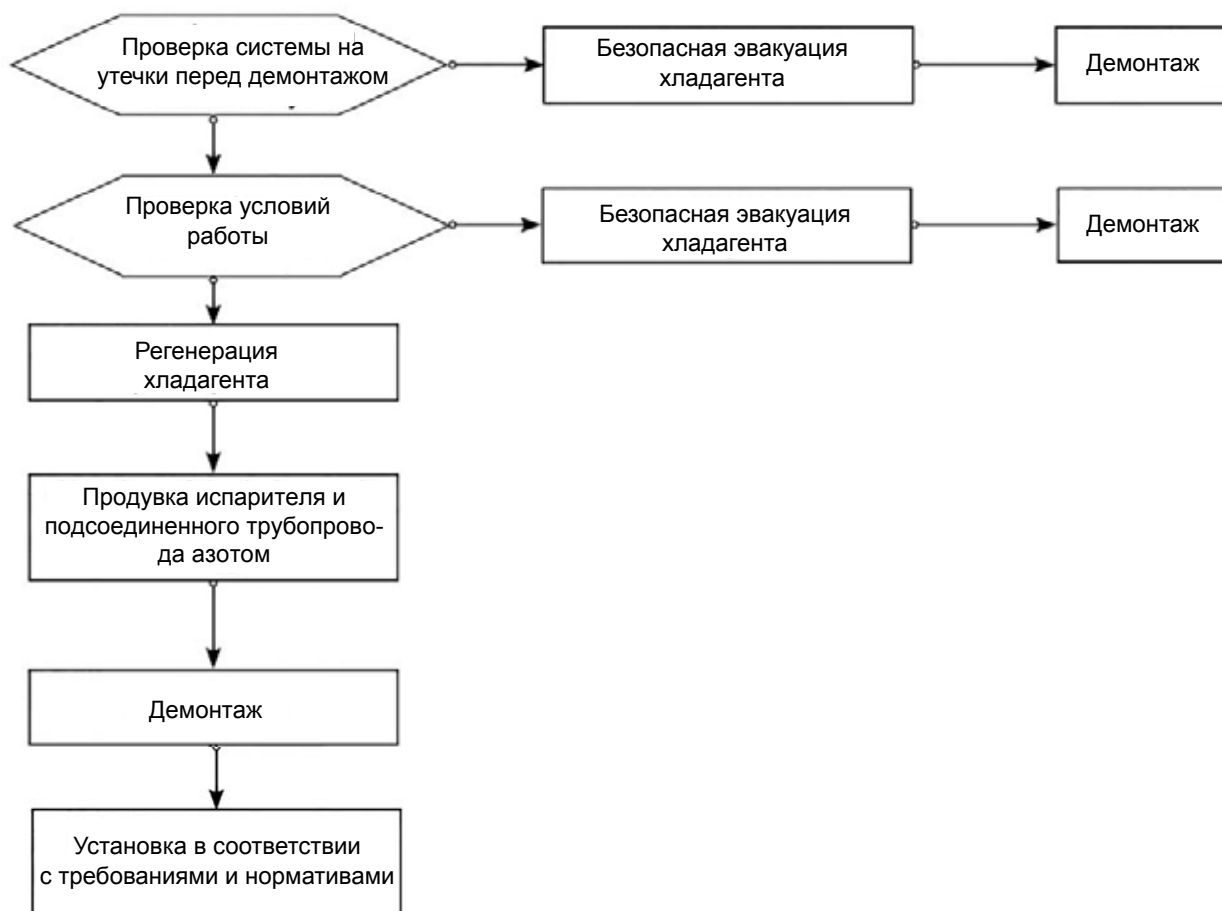 Проверка системы на
утечки перед демонтажом
Безопасная эвакуация
хладагента
Демонтаж
Проверка условий
работы
Безопасная эвакуация
хладагента
Демонтаж
Регенерация
хладагента
Продувка испарителя и
подсоединенного трубопрово-
да азотом
Демонтаж
Установка в соответствии
с требованиями и нормативами